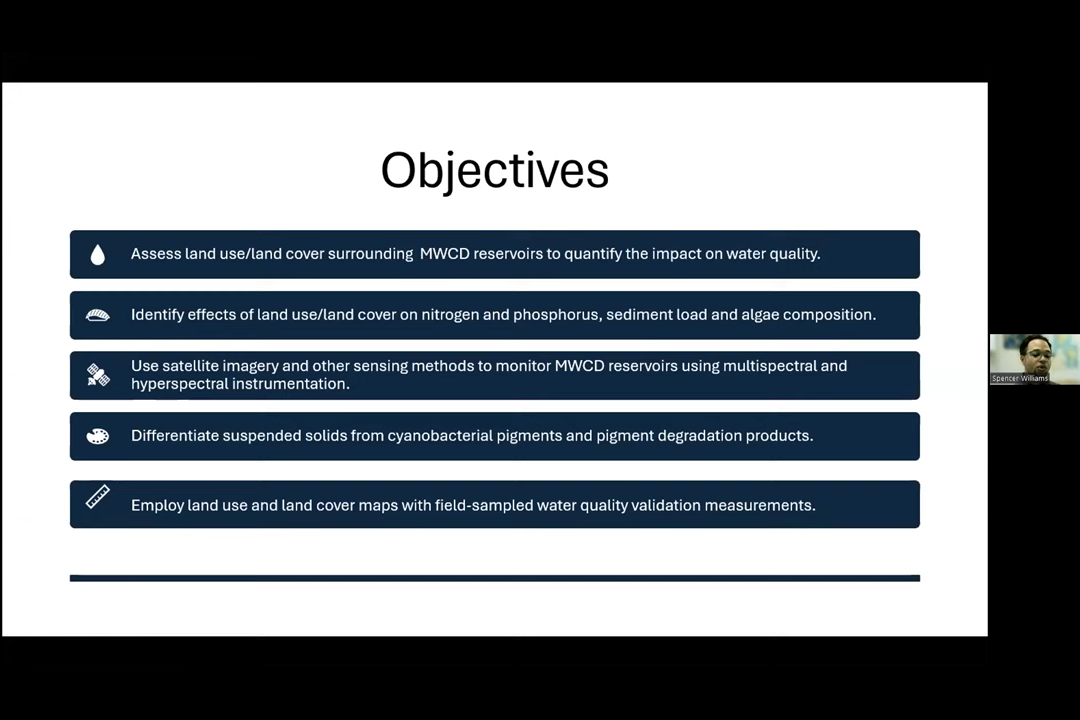 Objectives
Assess land use/land cover surrounding MWCD reservoirs to quantify the impact on water quality.
Identify effects of land use/land cover on nitrogen and phosphorus, sediment load and algae composition.
Use satellite imagery and other sensing methods to monitor MWCD reservoirs using multispectral and
hyperspectral instrumentation.
Differentiate suspended solids from cyanobacterial pigments and pigment degradation products.
Employ land use and land cover maps with field-sampled water quality validation measurements.
Spencer Williams